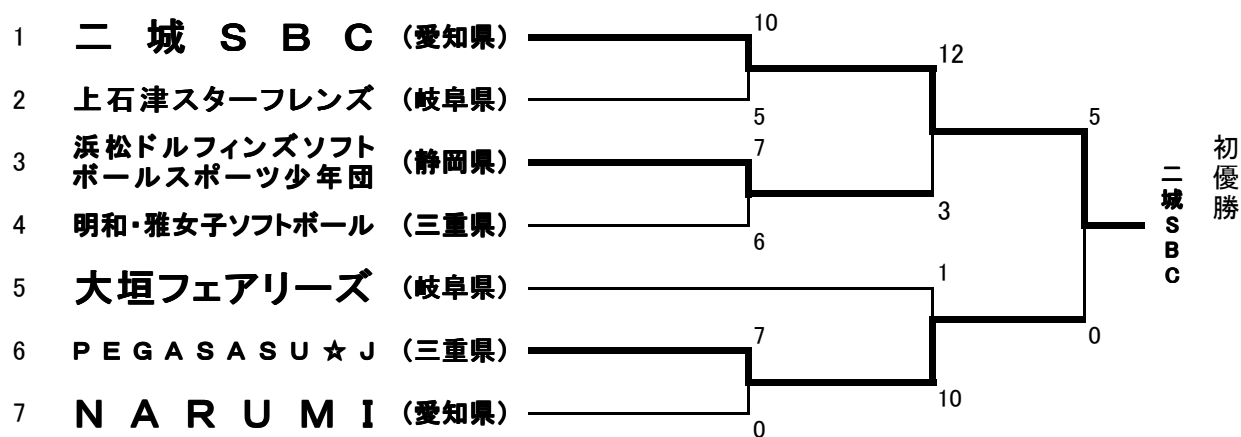 1 二城SBC (愛知県)
2 上石津スターフレンズ (岐阜県)
3 浜松ドルフィンズソフト
ボールスポーツ少年団 (静岡県)
4 明和・雅女子ソフトボール (三重県)
5 大垣フェアリーズ (岐阜県)
6 PEGASASU☆J (三重県)
7 NARUMI (愛知県)
10
5
7
6
7
0
12
3
1
10
5
0
二城SBC
初優勝